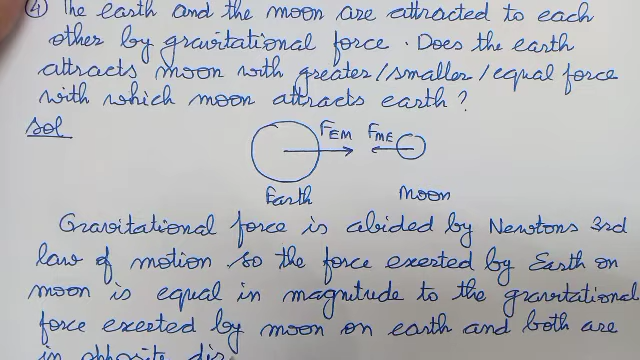 4 The earth and the moon are attracted to each
other by gravitational force. Does the earth
attracts moon with greater/smaller/equal force
with which moon attracts earth?
Sol
FEM FME
Earth Moon
Gravitational force is abided by Newtons 3rd
law of motion so the force exerted by Earth on
moon is equal in magnitude to the gravitational
force exerted by moon on earth and both are
in opposite